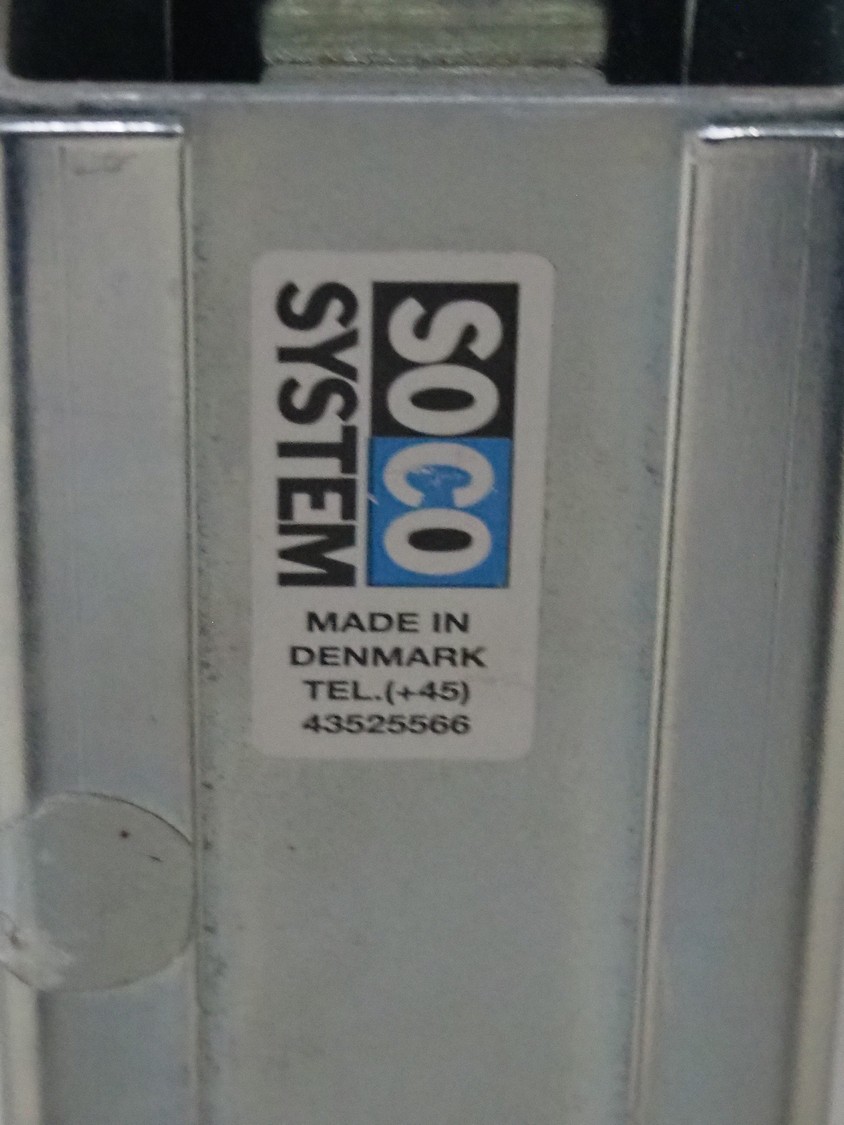 SOCO
SYSTEM
MADE IN
DENMARK
TEL.(+45)
43525566